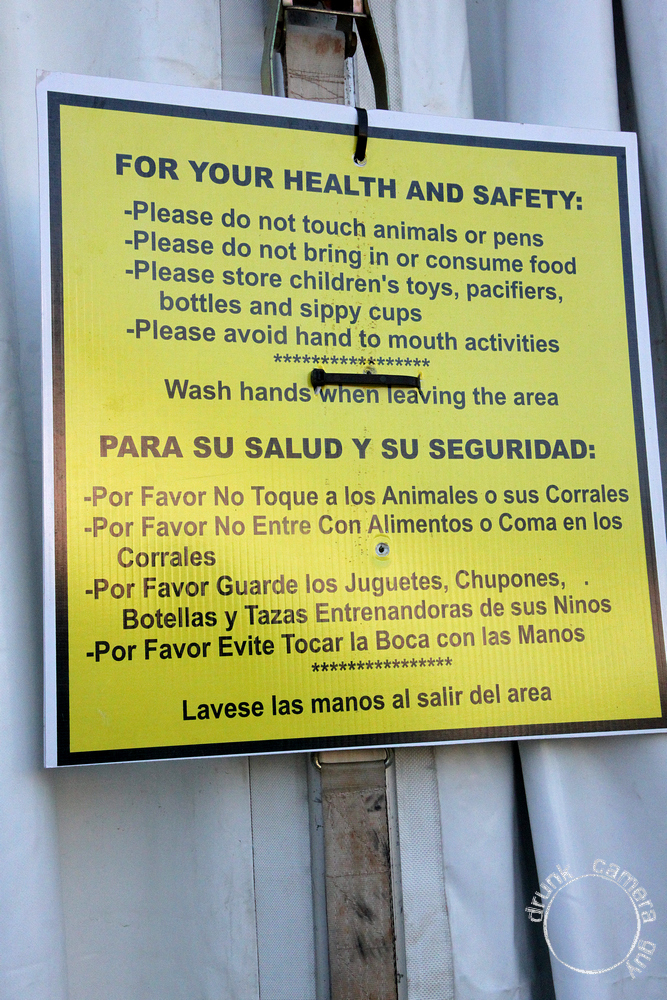 FOR YOUR HEALTH AND SAFETY:
-Please do not touch animals or pens
-Please do not bring in or consume food
-Please store children's toys, pacifiers,
bottles and sippy cups
-Please avoid hand to mouth activities
*****************
Wash hands when leaving the area
PARA SU SALUD Y SU SEGURIDAD:
-Por Favor No Toque a los Animales o sus Corrales
-Por Favor No Entre Con Alimentos o Coma en los
Corrales
-Por Favor Guarde los Juguetes, Chupones, .
Botellas y Tazas Entrenandoras de sus Ninos
-Por Favor Evite Tocar la Boca con las Manos
****************
Lavese las manos al salir del area
drunk camera guy